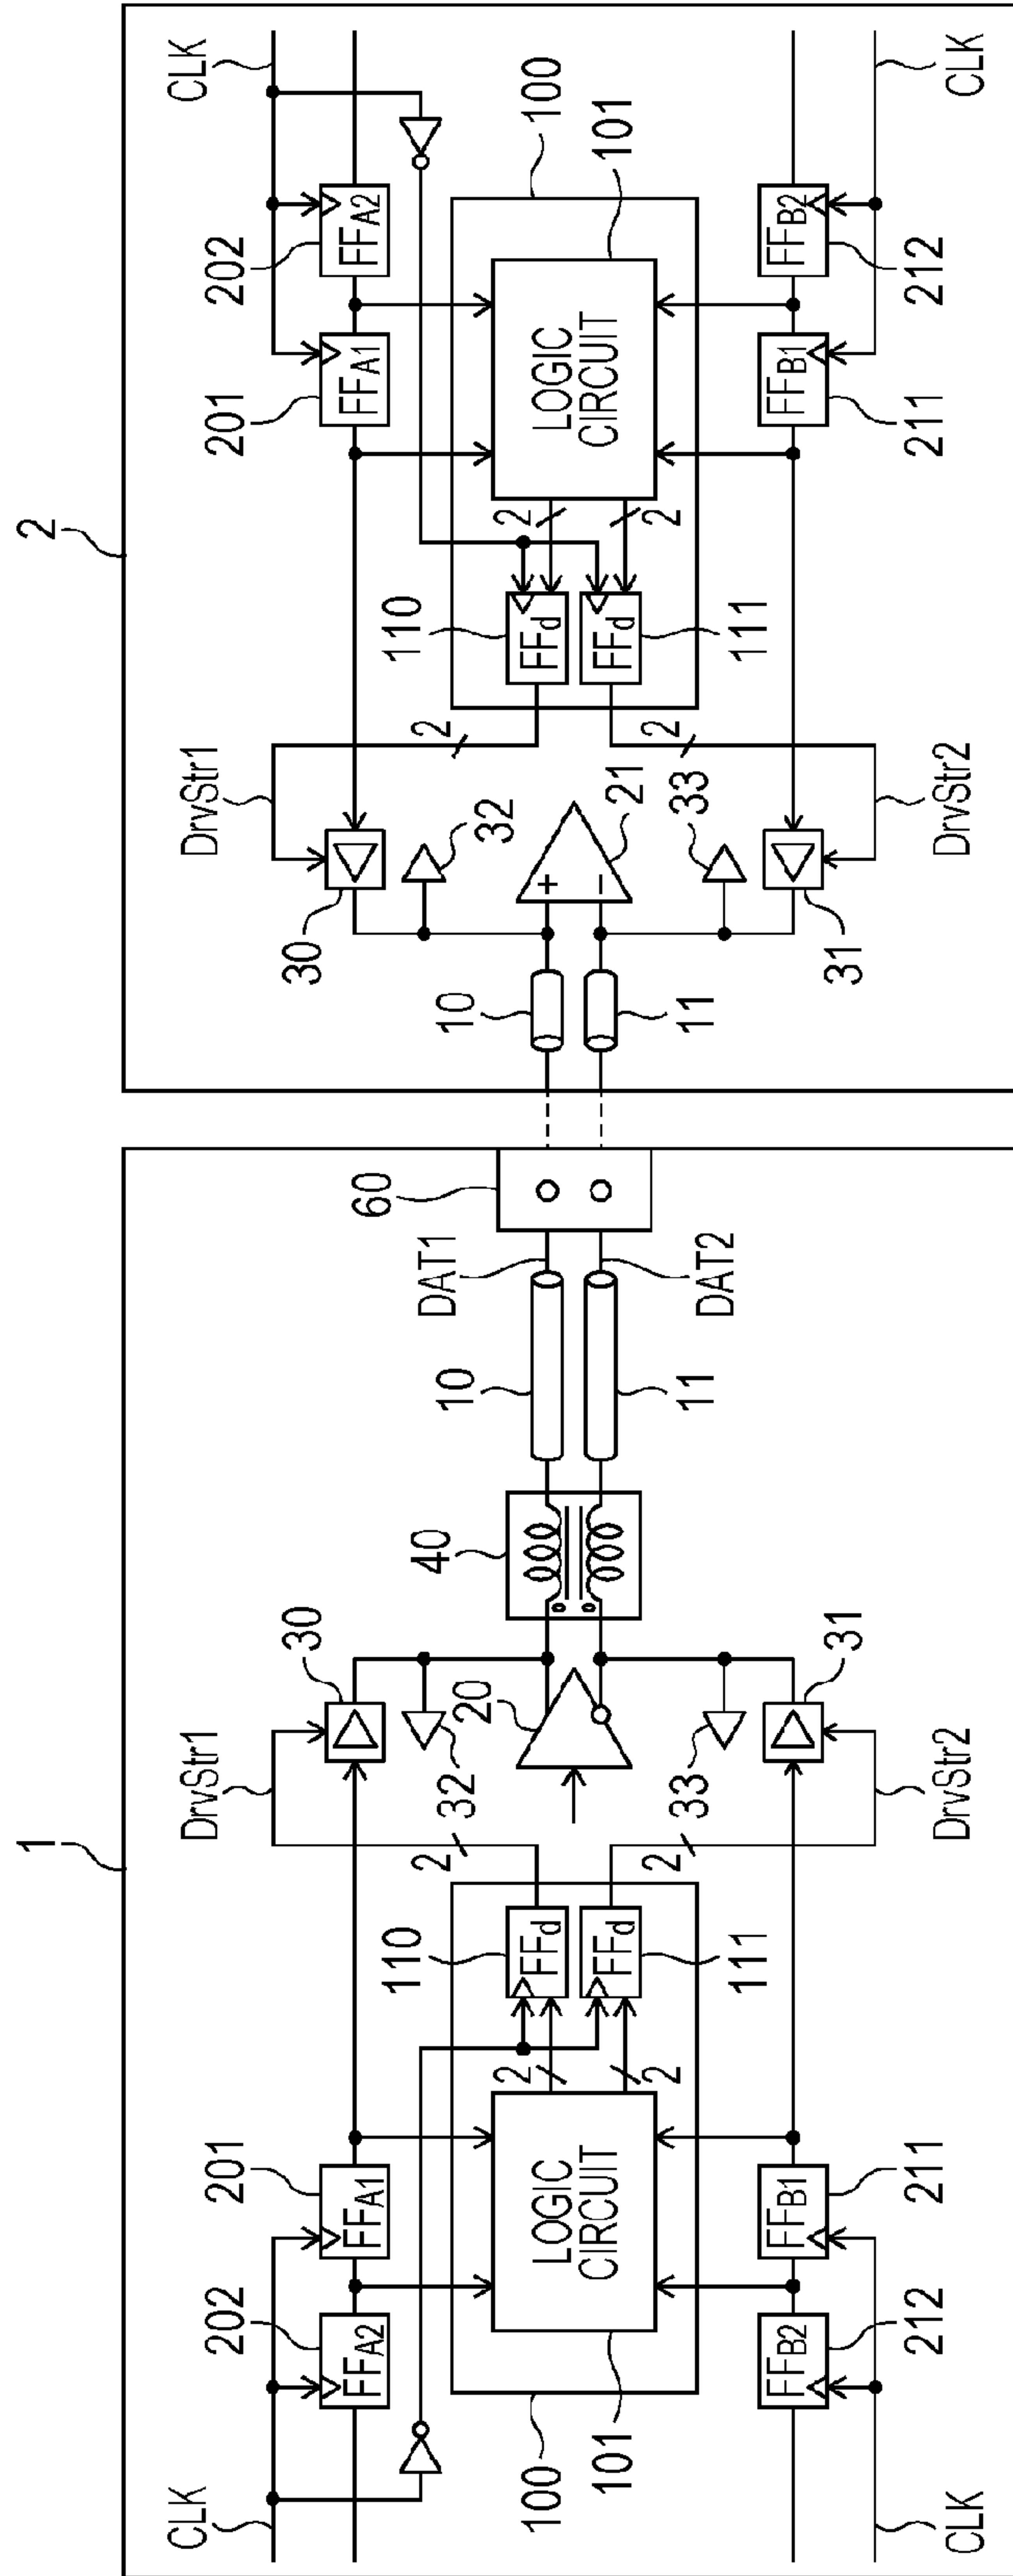 1
2
CLK
202
201
DrvStr1
30
DrvStr1
30
201
202
CLK
FFA2
FFA1
FFA1
FFA2
100
110
2
32
40
10
DAT1
60
10
32
2
110
100
101
LOGIC
CIRCUIT
2
2
FFd
FFd
20
+
−
21
FFd
FFd
2
2
LOGIC
CIRCUIT
101
111
2
33
11
DAT2
11
33
2
111
FFB2
FFB1
31
31
FFB1
FFB2
CLK
212
211
DrvStr2
DrvStr2
211
212
CLK